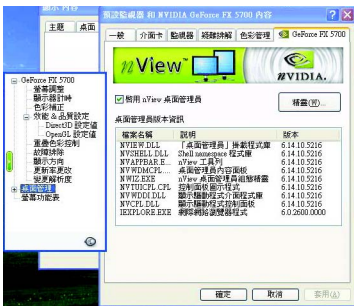 顯示 內容
主題 桌面
預設監視器 和 NVIDIA GeForce FX 5700 內容
一般 介面卡 監視器 疑難排解 色彩管理 GeForce FX 5700
nView™
NVIDIA.
啟用 nView 桌面管理員
精靈(W)...
桌面管理員版本資訊
檔案名稱 說明 版本
NVIEW.DLL 「桌面管理員」掛載程式庫 6.14.10.5216
NVSHELL.DLL Shell namespace 程式庫 6.14.10.5216
NVAPPBAR.E... nView 工具列 6.14.10.5216
NVWDMCPL.... 桌面管理員內容面板 6.14.10.5216
NWIZ.EXE nView 桌面管理員組態精靈 6.14.10.5216
NVTUICPL.CPL 控制面板圖示程式 6.14.10.5216
NVWDDI.DLL 顯示驅動程式介面程式庫 6.14.10.5216
NVCPL.DLL 顯示驅動程式控制面板 6.14.10.5216
IEXPLORE.EXE 網際網路瀏覽器程式 6.0.2600.0000
確定 取消 套用(A)
GeForce FX 5700
螢幕調整
顯示器計時
色彩補正
效能 & 品質設定
Direct3D 設定値
OpenGL 設定値
重疊色彩控制
故障排除
顯示方向
更新率更改
變更解析度
桌面管理
螢幕功能表